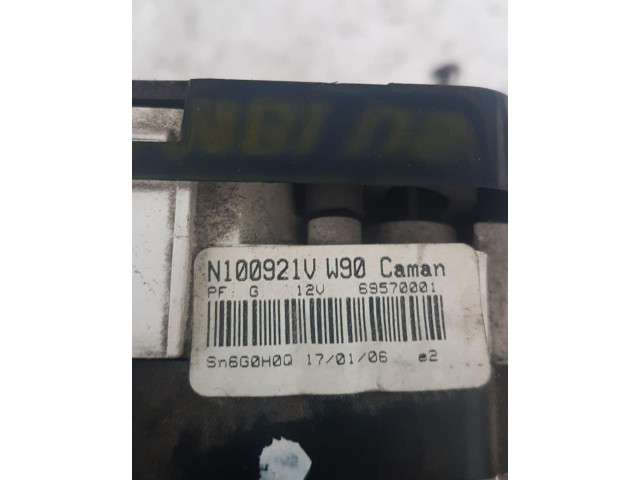 N100921V W90 Caman
PF: G 12V 69570001
Sn6G0H0Q 17/01/06 e2